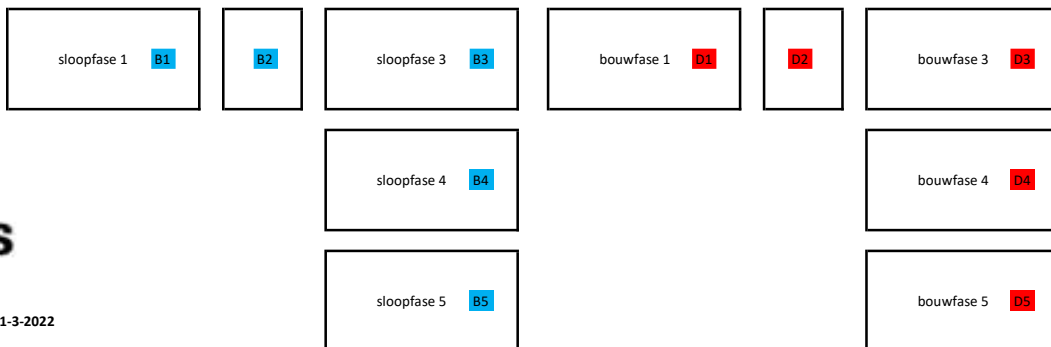 sloopfase 1 B1
B2
sloopfase 3 B3
bouwfase 1 D1
D2
bouwfase 3 D3
sloopfase 4 B4
bouwfase 4 D4
s
sloopfase 5 B5
bouwfase 5 D5
1-3-2022